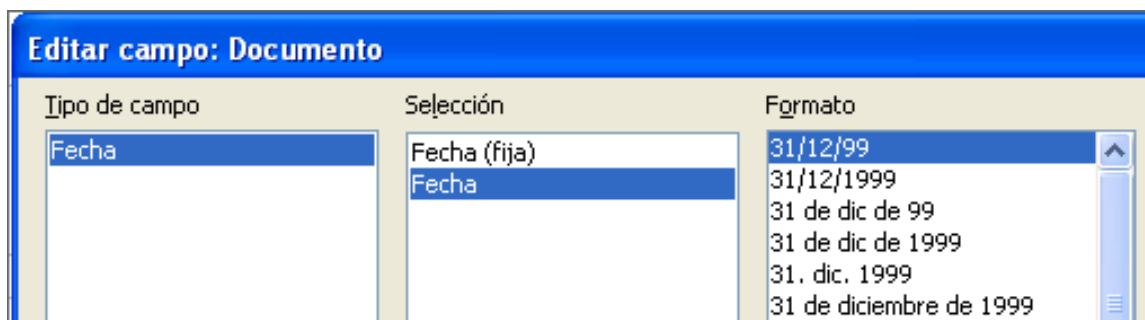 Editar campo: Documento
Tipo de campo
Fecha
Selección
Fecha (fija)
Fecha
Formato
31/12/99
31/12/1999
31 de dic de 99
31 de dic de 1999
31. dic. 1999
31 de diciembre de 1999